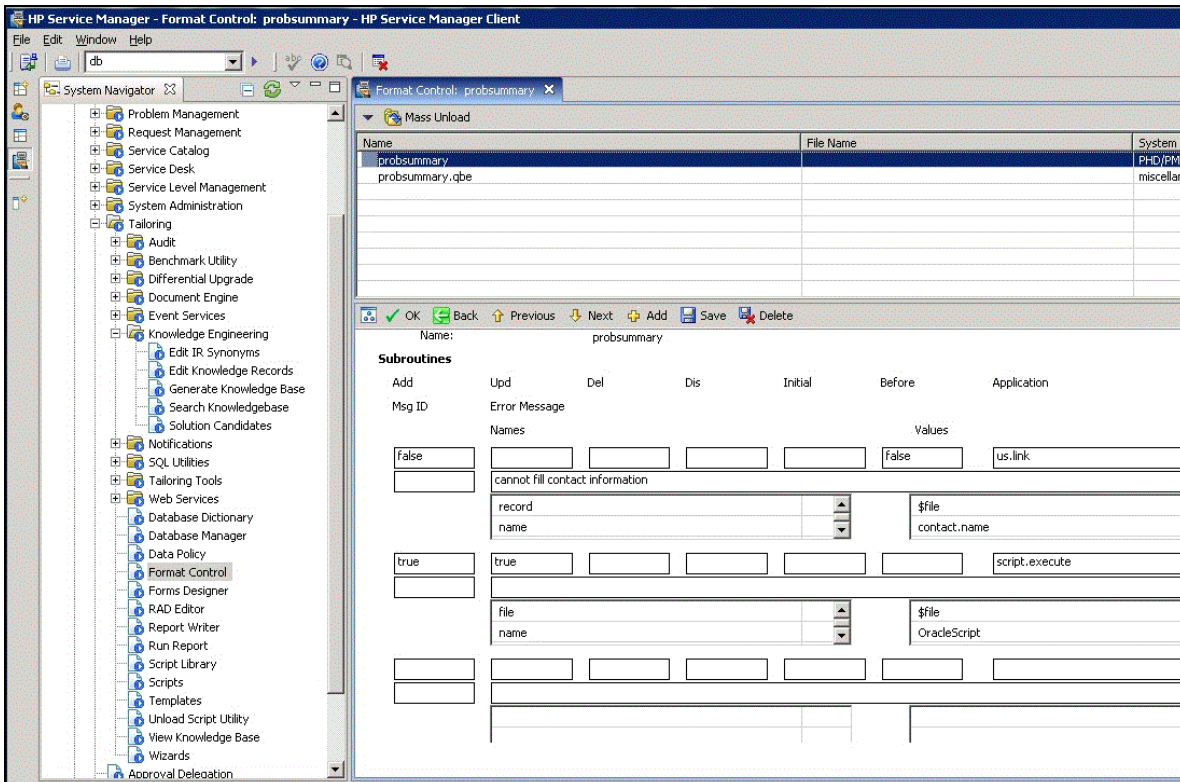 HP Service Manager - Format Control: probsummary - HP Service Manager Client
File Edit Window Help
db
System Navigator
Problem Management
Request Management
Service Catalog
Service Desk
Service Level Management
System Administration
Tailoring
Audit
Benchmark Utility
Differential Upgrade
Document Engine
Event Services
Knowledge Engineering
Edit IR Synonyms
Edit Knowledge Records
Generate Knowledge Base
Search Knowledgebase
Solution Candidates
Notifications
SQL Utilities
Tailoring Tools
Web Services
Database Dictionary
Database Manager
Data Policy
Format Control
Forms Designer
RAD Editor
Report Writer
Run Report
Script Library
Scripts
Templates
Unload Script Utility
View Knowledge Base
Wizards
Approval Delegation
Format Control: probsummary
Mass Unload
Name File Name System
probsummary PHD/PM
probsummary.qbe miscellan
OK Back Previous Next Add Save Delete
Name: probsummary
Subroutines
Add Upd Del Dis Initial Before Application
Msg ID Error Message
Names Values
false false us.link
cannot fill contact information
record $file
name contact.name
true true script.execute
file $file
name OracleScript